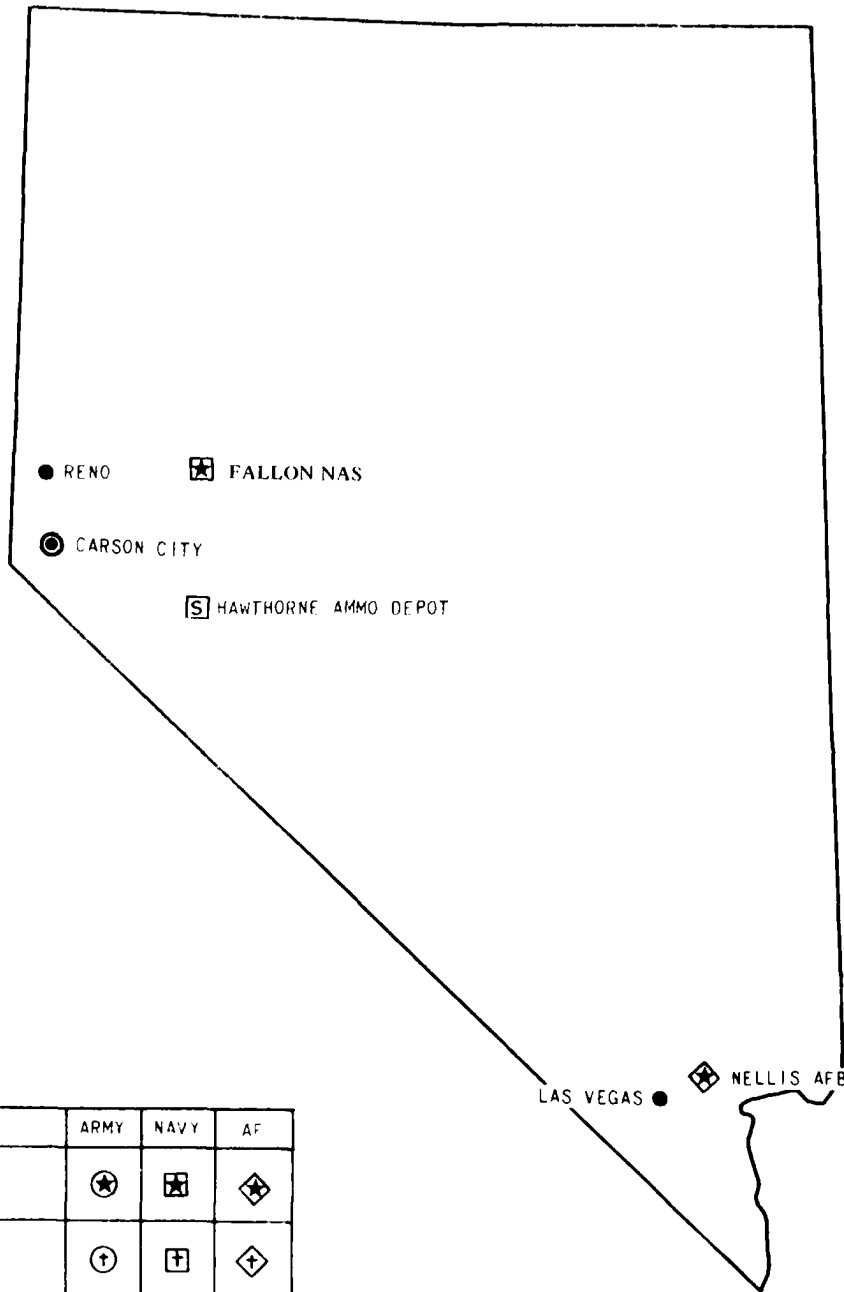 RENO
FALLON NAS
CARSON CITY
S HAWTHORNE AMMO DEPOT
NELLIS AFB
LAS VEGAS
ARMY NAVY AF